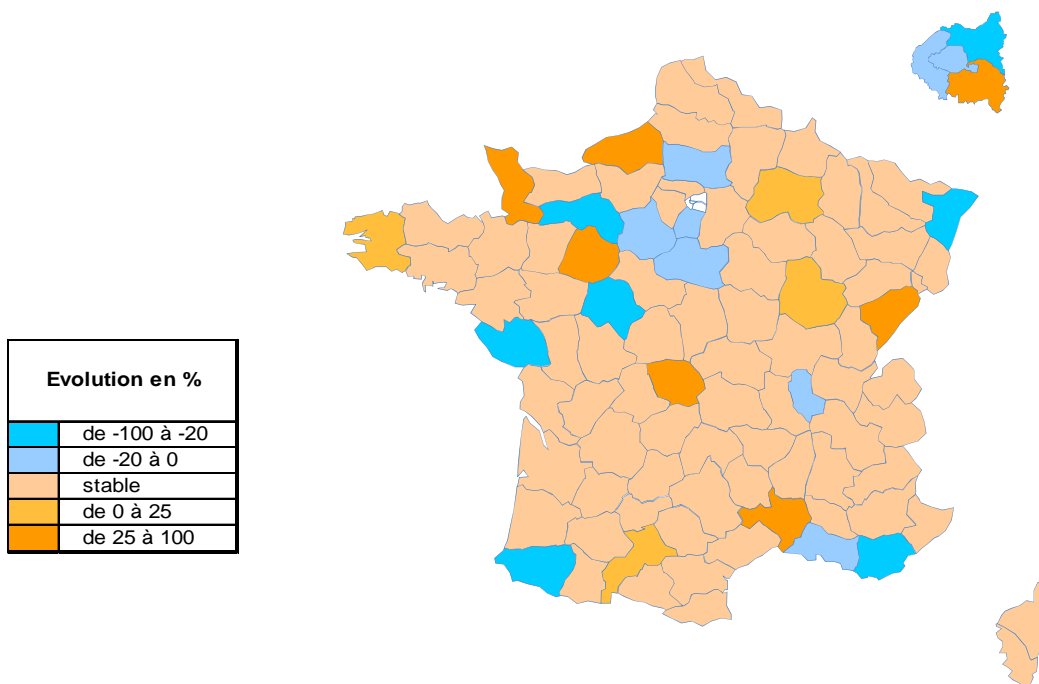 Evolution en %
de -100 à -20
de -20 à 0
stable
de 0 à 25
de 25 à 100